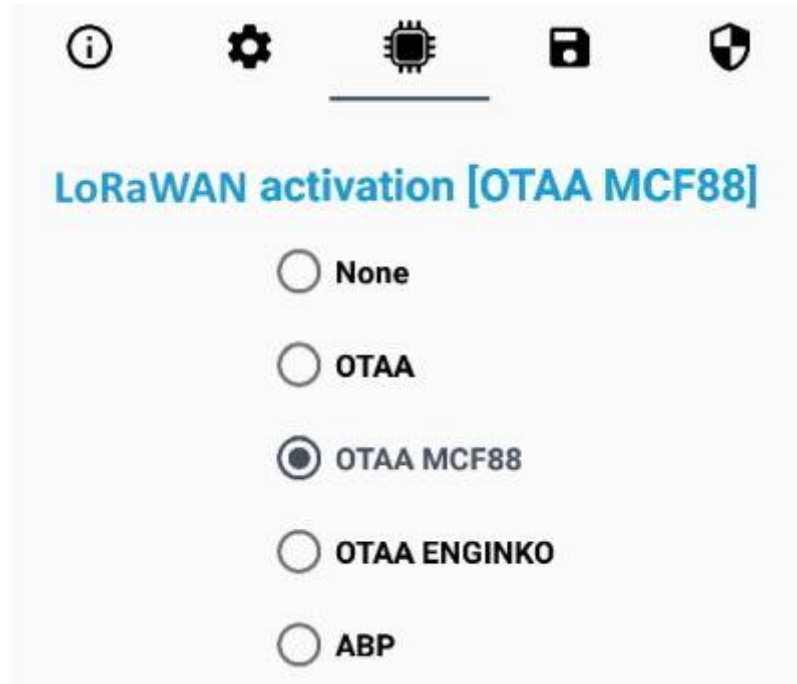 LoRaWAN activation [OTAA MCF88]
None
OTAA
OTAA MCF88
OTAA ENGINKO
ABP